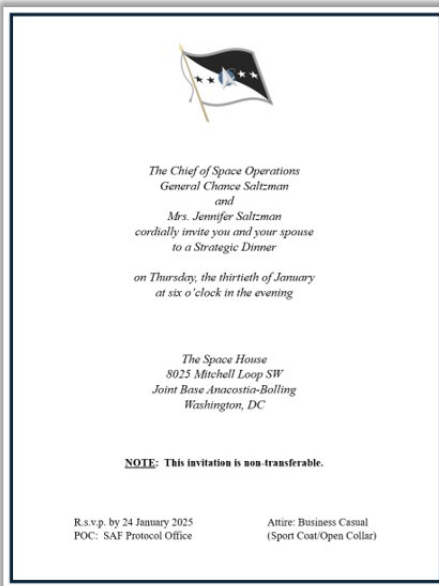 The Chief of Space Operations
General Chance Saltzman
and
Mrs. Jennifer Saltzman
cordially invite you and your spouse
to a Strategic Dinner
on Thursday, the thirtieth of January
at six o’clock in the evening
The Space House
8025 Mitchell Loop SW
Joint Base Anacostia-Bolling
Washington, DC
NOTE: This invitation is non-transferable.
R.s.v.p. by 24 January 2025
POC: SAF Protocol Office
Attire: Business Casual
(Sport Coat/Open Collar)